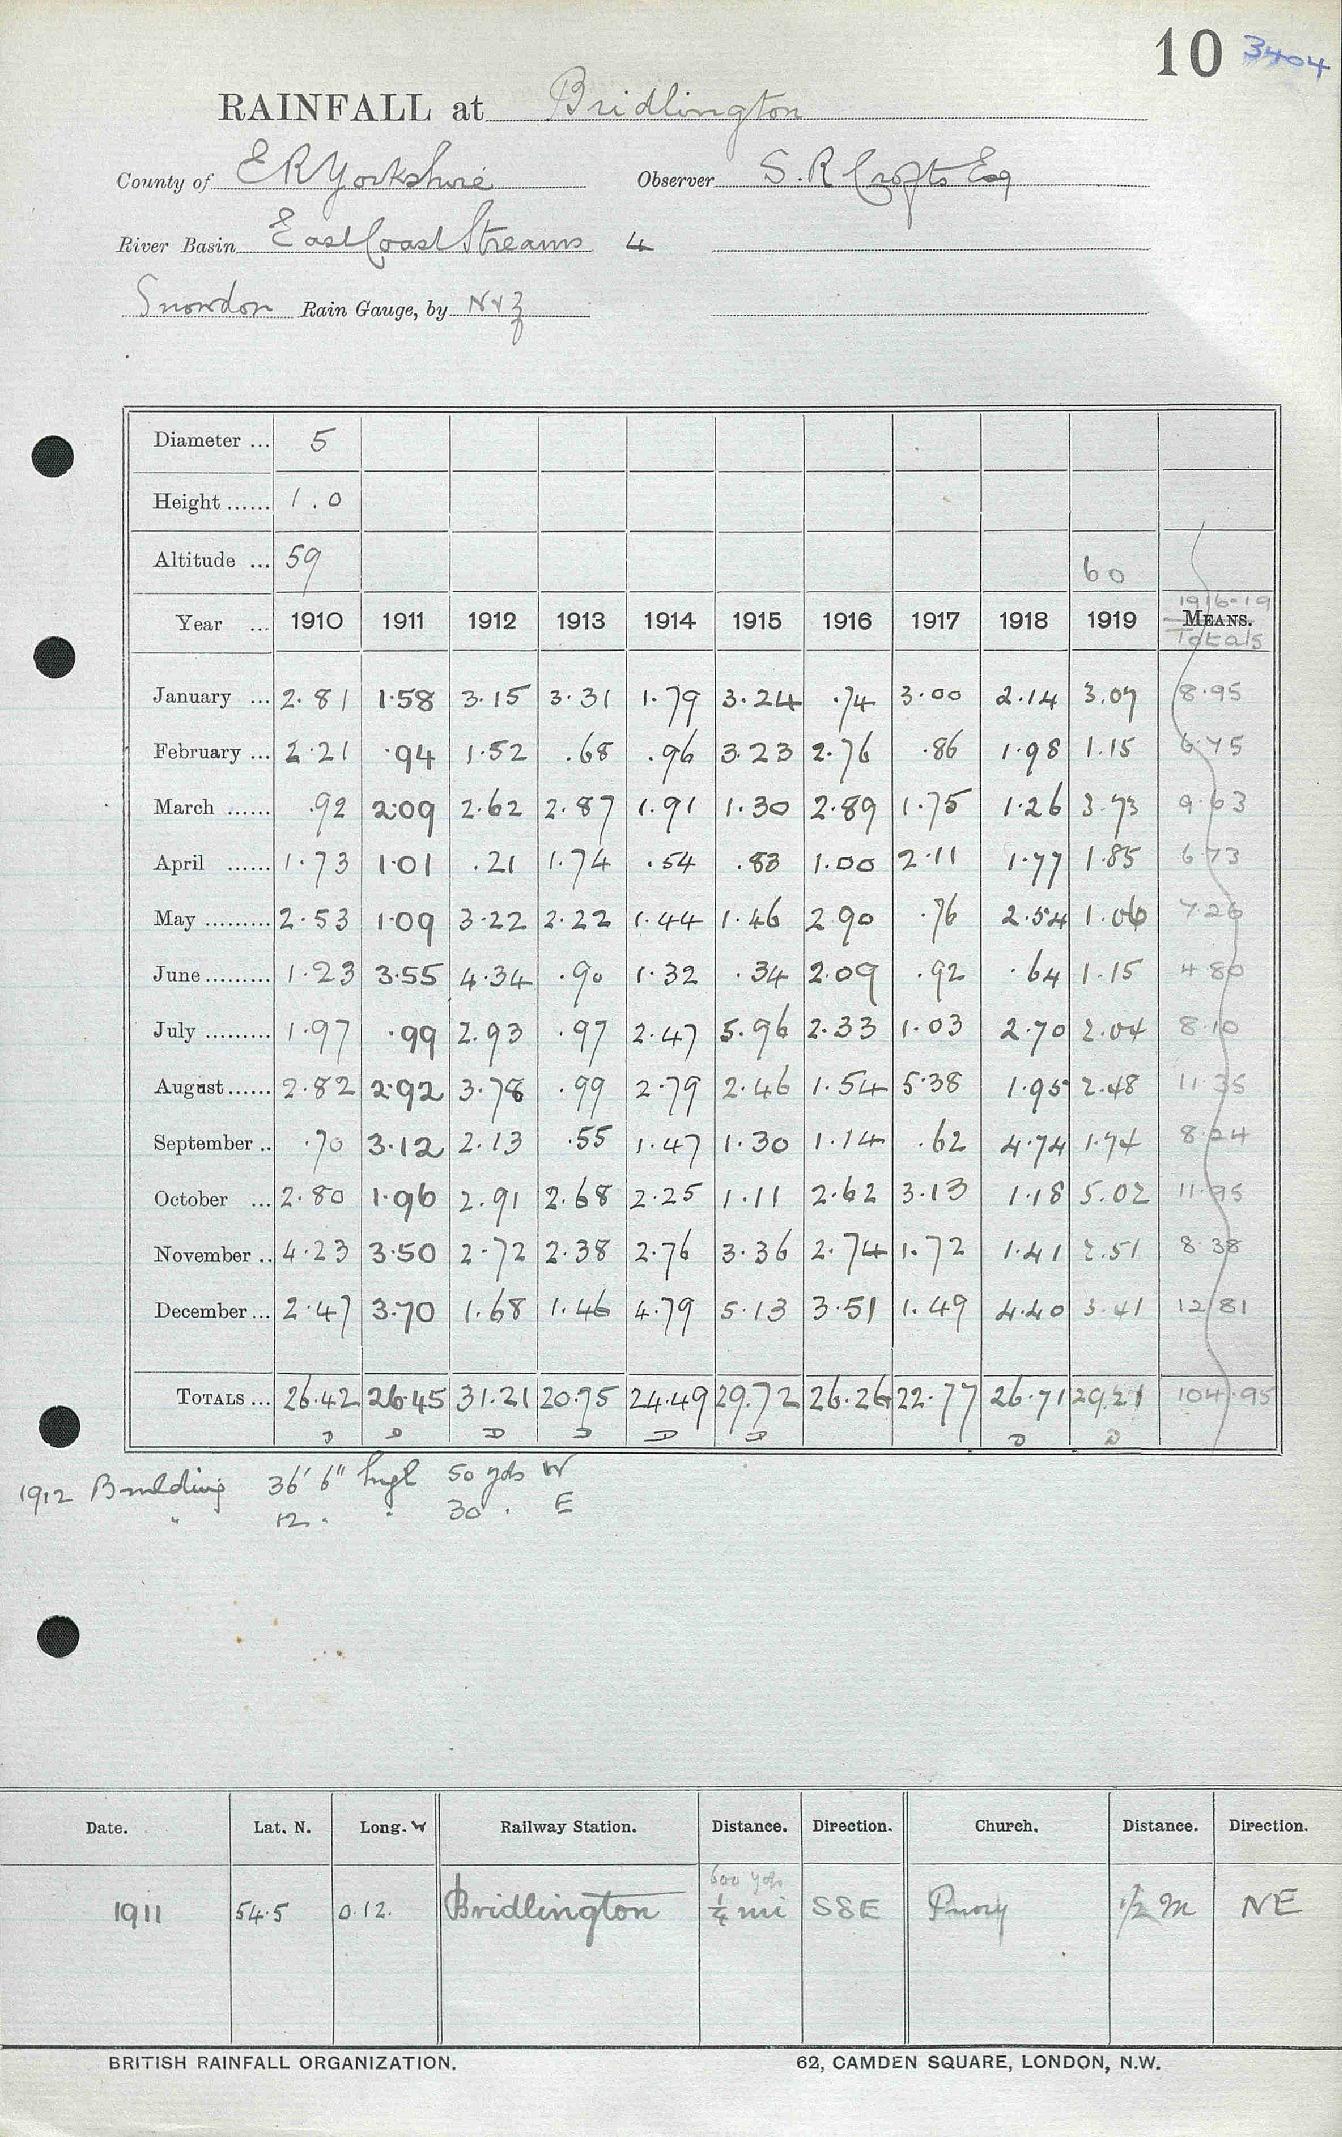 10 3404
RAINFALL at Bridlington
County of E R Yorkshire Observer S. R Crofts Esq
River Basin East Coast Streams 4
Snowdon Rain Gauge, by N & Z
Diameter ... 5
Height ...... 1.0
Altitude ... 59 60
1916-19
Year ... 1910 1911 1912 1913 1914 1915 1916 1917 1918 1919 MEANS.
Totals
January ... 2.81 1.58 3.15 3.31 1.79 3.24 .74 3.00 2.14 3.07 8.95
February ... 2.21 .94 1.52 .68 .96 3.23 2.76 .86 1.98 1.15 6.75
March ...... .92 2.09 2.62 2.87 1.91 1.30 2.89 1.75 1.26 3.73 9.63
April ...... 1.73 1.01 .21 1.74 .54 .83 1.00 2.11 1.77 1.85 6.73
May ......... 2.53 1.09 3.22 2.22 1.44 1.46 2.90 .76 2.54 1.06 7.26
June ......... 1.23 3.55 4.34 .90 1.32 .34 2.09 .92 .64 1.15 4.80
July ......... 1.97 .99 2.93 .97 2.47 5.96 2.33 1.03 2.70 2.04 8.10
August...... 2.82 2.92 3.78 .99 2.79 2.46 1.54 5.38 1.95 2.48 11.35
September .. .70 3.12 2.13 .55 1.47 1.30 1.14 .62 4.74 1.74 8.24
October ... 2.80 1.96 2.91 2.68 2.25 1.11 2.62 3.13 1.18 5.02 11.95
November .. 4.23 3.50 2.72 2.38 2.76 3.36 2.74 1.72 1.41 2.51 8.38
December ... 2.47 3.70 1.68 1.46 4.79 5.13 3.51 1.49 4.40 3.41 12.81
TOTALS ... 26.42 26.45 31.21 20.75 24.49 29.72 26.26 22.77 26.71 29.21 104.95
D D D D D D D D
1912 Building 36' 6" high 50 yds W
" 12 " " 30 " E
Date. Lat. N. Long. W Railway Station. Distance. Direction. Church. Distance. Direction.
600 yds
1911 54.5 0.12. Bridlington ¼ mi SSE Priory 1/2 m NE
BRITISH RAINFALL ORGANIZATION. 62, CAMDEN SQUARE, LONDON, N.W.